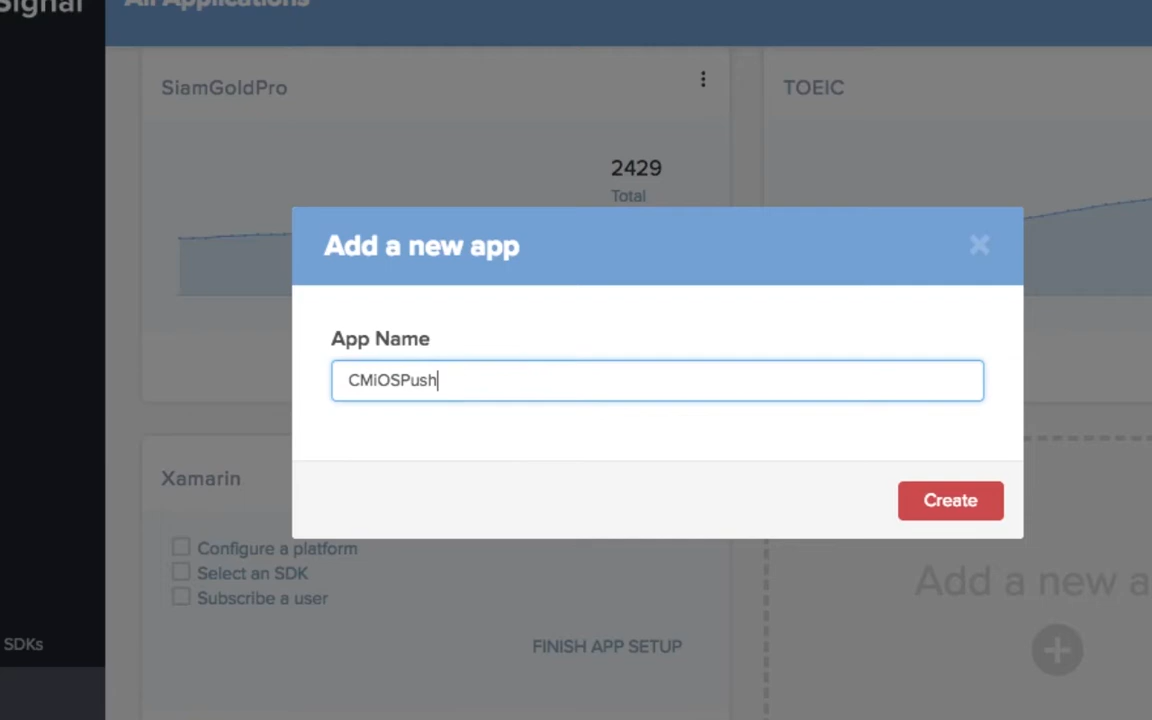 Signal
All Applications
SiamGoldPro
TOEIC
2429
Total
Add a new app
App Name
CMiOSPush
Create
Xamarin
Configure a platform
Select an SDK
Subscribe a user
FINISH APP SETUP
Add a new a
SDKs